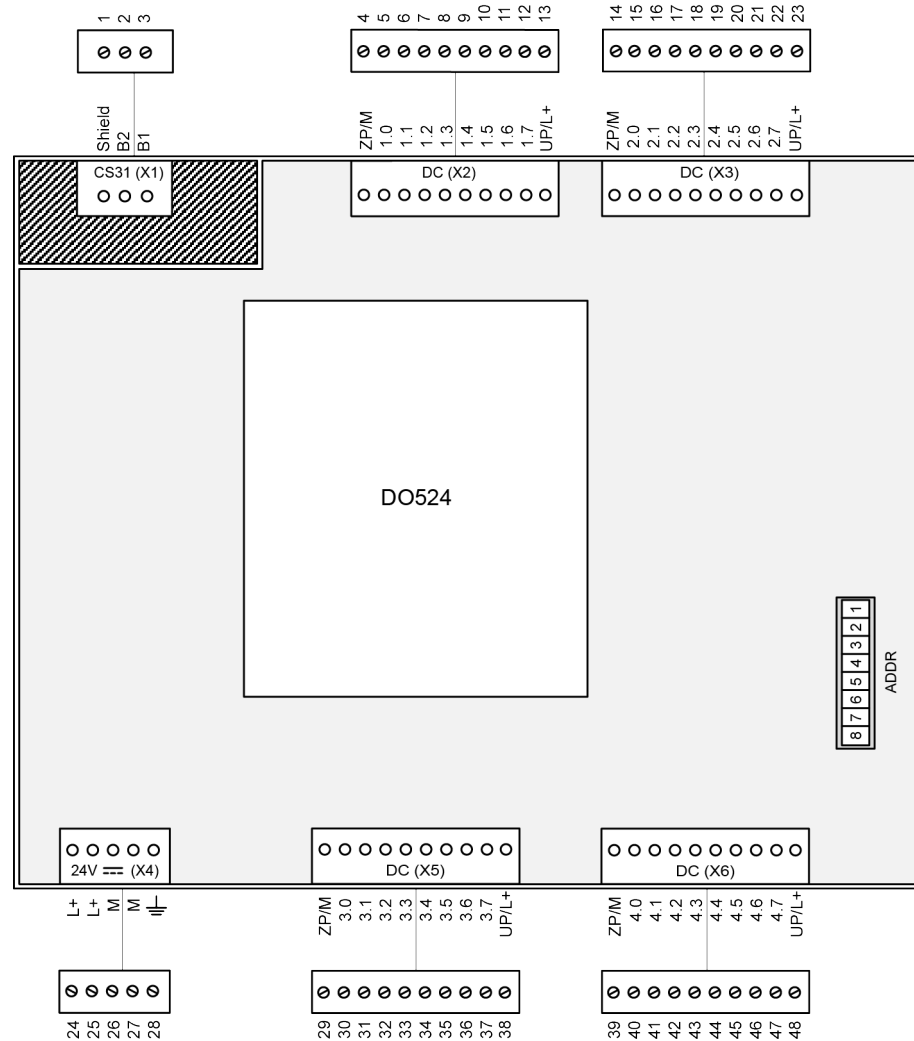 1 2 3
4 5 6 7 8 9 10 11 12 13
14 15 16 17 18 19 20 21 22 23
Shield B2 B1
ZP/M 1.0 1.1 1.2 1.3 1.4 1.5 1.6 1.7 UP/L+
ZP/M 2.0 2.1 2.2 2.3 2.4 2.5 2.6 2.7 UP/L+
CS31 (X1)
DC (X2)
DC (X3)
DO524
1 2 3 4 5 6 7 8
ADDR
24V (X4)
DC (X5)
DC (X6)
L+ L+ M M
ZP/M 3.0 3.1 3.2 3.3 3.4 3.5 3.6 3.7 UP/L+
ZP/M 4.0 4.1 4.2 4.3 4.4 4.5 4.6 4.7 UP/L+
24 25 26 27 28
29 30 31 32 33 34 35 36 37 38
39 40 41 42 43 44 45 46 47 48